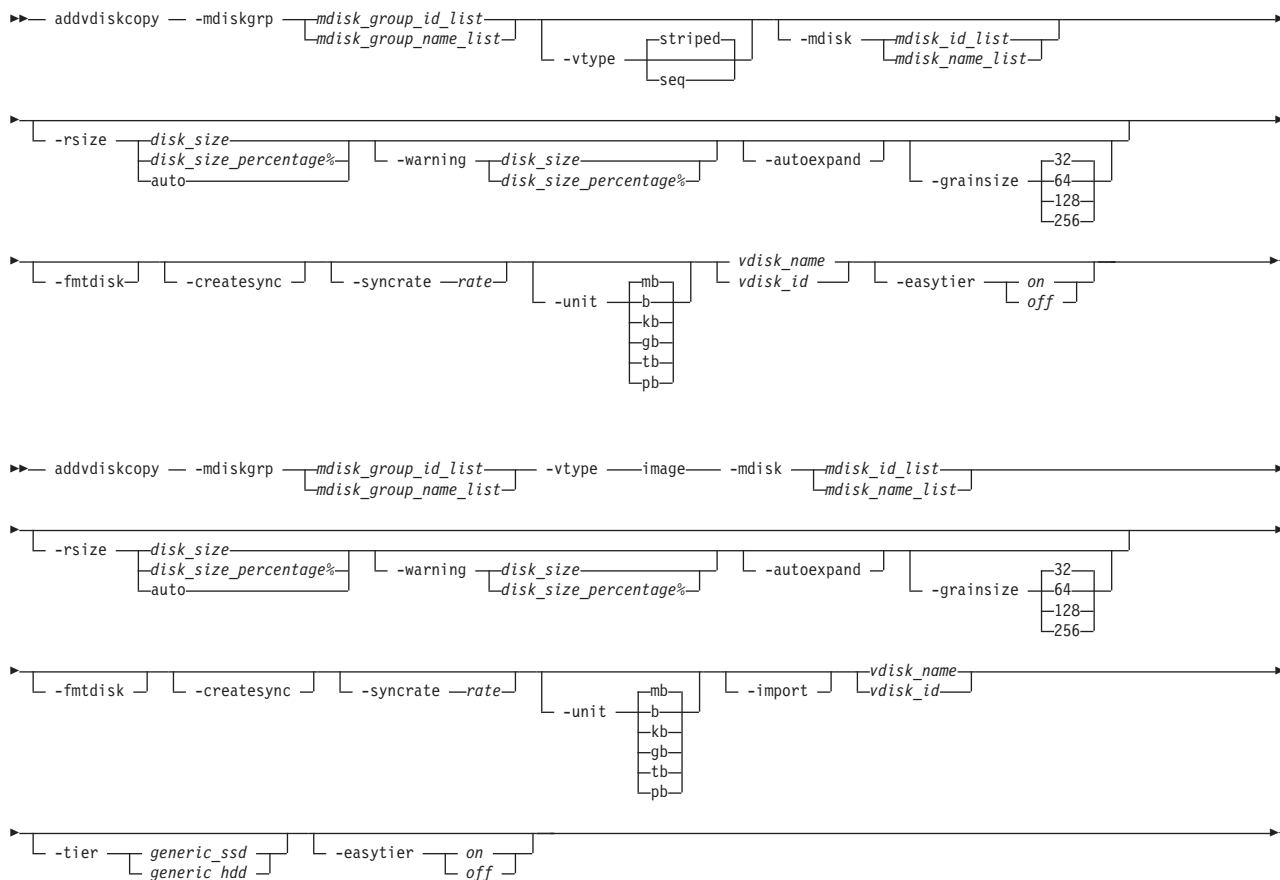 addvdiskcopy -mdiskgrp mdisk_group_id_list -vtype striped -mdisk mdisk_id_list
mdisk_group_name_list seq mdisk_name_list
-rsize disk_size -warning disk_size -autoexpand -grainsize 32
disk_size_percentage% disk_size_percentage% 64
auto 128
256
-fmtdisk -createsync -syncrate rate -unit mb vdisk_name -easytier on
b vdisk_id off
kb
gb
tb
pb
addvdiskcopy -mdiskgrp mdisk_group_id_list -vtype image -mdisk mdisk_id_list
mdisk_group_name_list mdisk_name_list
-rsize disk_size -warning disk_size -autoexpand -grainsize 32
disk_size_percentage% disk_size_percentage% 64
auto 128
256
-fmtdisk -createsync -syncrate rate -unit mb -import vdisk_name
b vdisk_id
kb
gb
tb
pb
-tier generic_ssd -easytier on
generic_hdd off